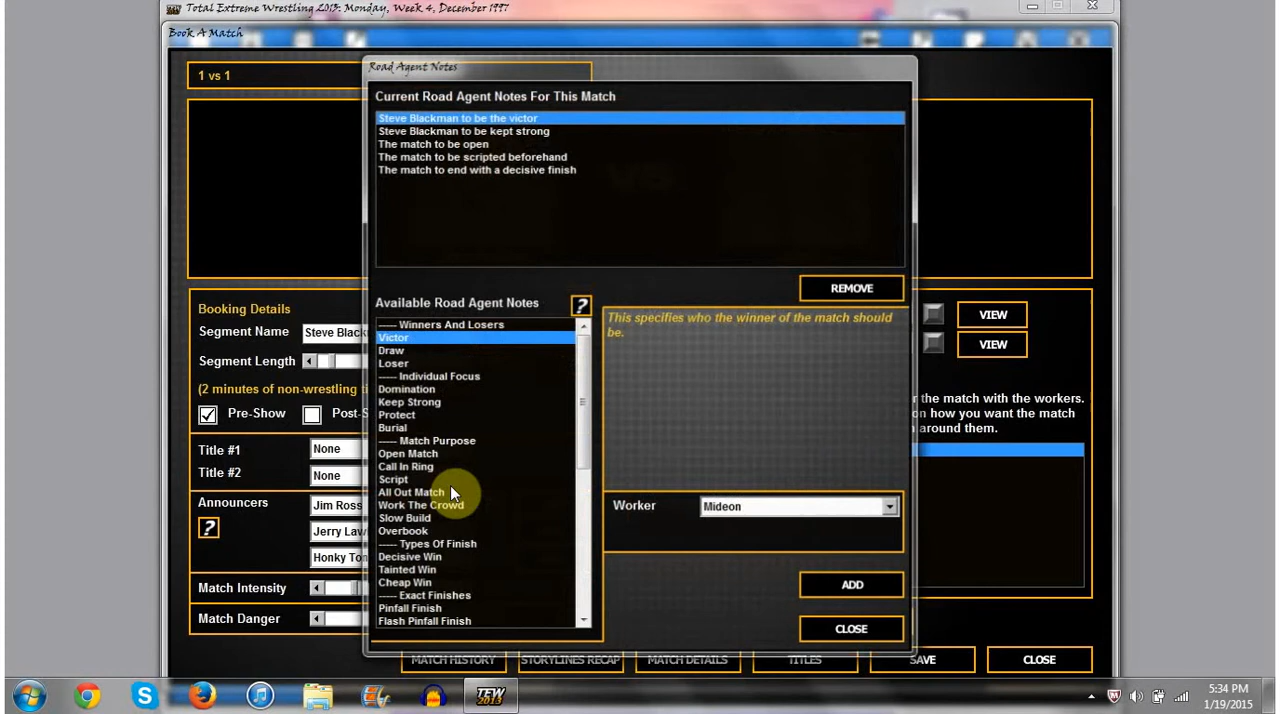 Total Extreme Wrestling 2013: Monday, Week 4, December 1997
Book A Match
1 vs 1
Road Agent Notes
Current Road Agent Notes For This Match
Steve Blackman to be the victor
Steve Blackman to be kept strong
The match to be open
The match to be scripted beforehand
The match to end with a decisive finish
REMOVE
Available Road Agent Notes
?
----- Winners And Losers
Victor
Draw
Loser
----- Individual Focus
Domination
Keep Strong
Protect
Burial
----- Match Purpose
Open Match
Call In Ring
Script
All Out Match
Work The Crowd
Slow Build
Overbook
----- Types Of Finish
Decisive Win
Tainted Win
Cheap Win
----- Exact Finishes
Pinfall Finish
Flash Pinfall Finish
This specifies who the winner of the match should
be.
Worker
Mideon
ADD
CLOSE
Booking Details
Segment Name
Steve Black
Segment Length
(2 minutes of non-wrestling ti
Pre-Show
Post-S
Title #1
None
Title #2
None
Announcers
?
Jim Ross
Jerry Law
Honky Ton
Match Intensity
Match Danger
VIEW
VIEW
r the match with the workers.
on how you want the match
around them.
MATCH HISTORY
STORYLINES RECAP
MATCH DETAILS
TITLES
SAVE
CLOSE
TEW
2013
5:34 PM
1/19/2015